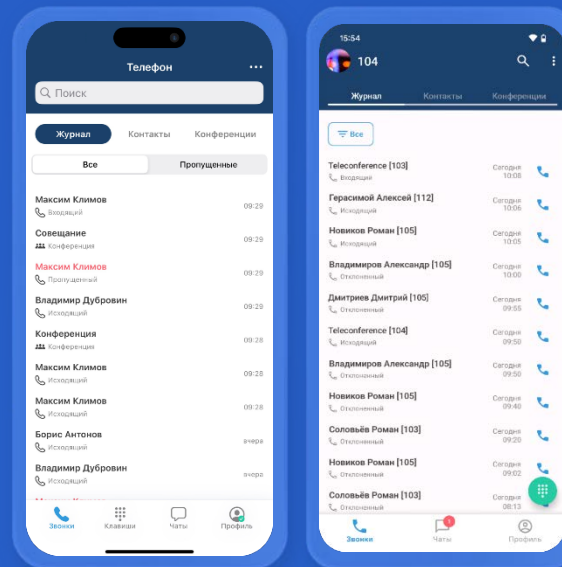 Телефон
Поиск
Журнал Контакты Конференции
Все Пропущенные
Максим Климов
Входящий
09:29
Совещание
Конференция
09:29
Максим Климов
Пропущенный
09:29
Владимир Дубровин
Исходящий
09:29
Конференция
Конференция
09:28
Максим Климов
Исходящий
09:28
Максим Климов
Исходящий
09:28
Борис Антонов
Исходящий
вчера
Владимир Дубровин
Исходящий
вчера
Звонки Клавиши Чаты Профиль
15:54
104
Журнал Контакты Конференции
Все
Teleconference [103]
Входящий
Сегодня
10:08
Герасимой Алексей [112]
Исходящий
Сегодня
10:06
Новиков Роман [105]
Исходящий
Сегодня
10:05
Владимиров Александр [105]
Отклоненный
Сегодня
10:00
Дмитриев Дмитрий [105]
Отклоненный
Сегодня
09:55
Teleconference [104]
Исходящий
Сегодня
09:50
Владимиров Александр [105]
Отклоненный
Сегодня
09:50
Новиков Роман [105]
Отклоненный
Сегодня
09:40
Соловьёв Роман [103]
Отклоненный
Сегодня
09:20
Новиков Роман [105]
Отклоненный
Сегодня
09:02
Соловьёв Роман [103]
Отклоненный
Сегодня
08:13
1
Звонки Чаты Профиль